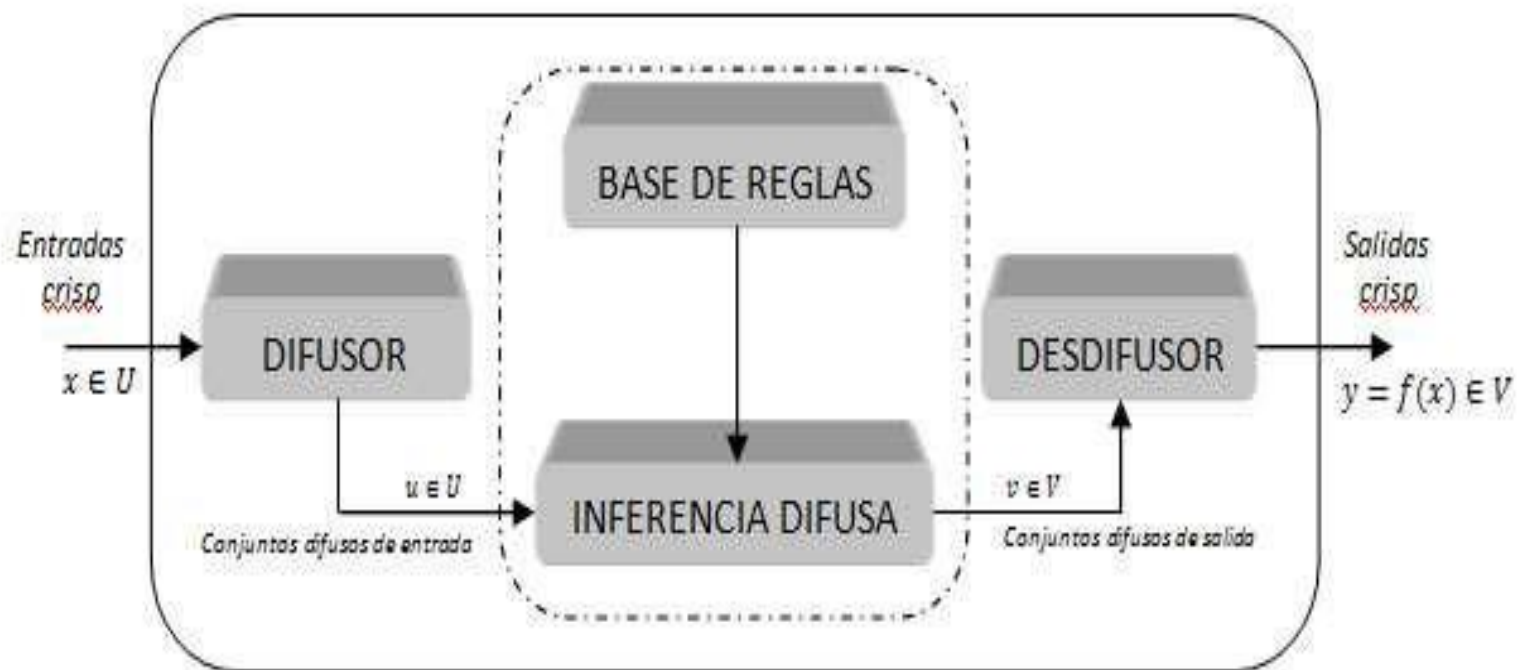 BASE DE REGLAS
Entradas
crisp
x ∈ U
DIFUSOR
u ∈ U
Conjuntos difusos de entrada
INFERENCIA DIFUSA
v ∈ V
Conjuntos difusos de salida
DESDIFUSOR
Salidas
crisp
y = f(x) ∈ V